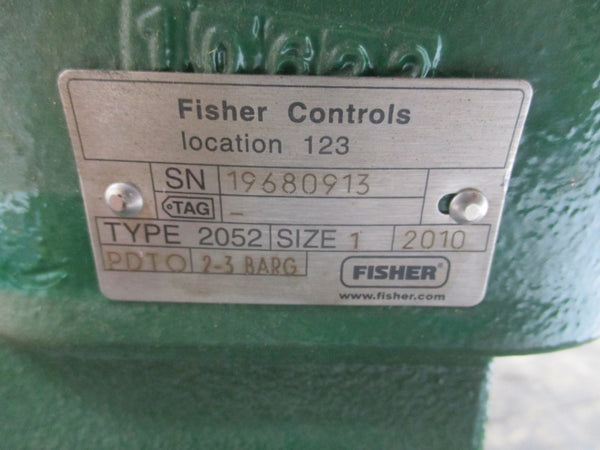 Fisher Controls
location 123
SN 19680913
TAG -
TYPE 2052 SIZE 1 2010
PDTO 2-3 BARG FISHER
www.fisher.com